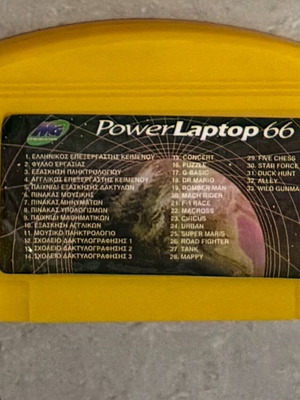 MG
PowerLaptop 66
1. ΕΛΛΗΝΙΚΟΣ ΕΠΕΞΕΡΓΑΣΤΗΣ ΚΕΙΜΕΝΟΥ
2. ΦΥΛΛΟ ΕΡΓΑΣΙΑΣ
3. ΕΞΑΣΚΗΣΗ ΠΛΗΚΤΡΟΛΟΓΙΟΥ
4. ΑΓΓΛΙΚΟΣ ΕΠΕΞΕΡΓΑΣΤΗΣ ΚΕΙΜΕΝΟΥ
5. ΠΑΙΧΝΙΔΙ ΕΞΑΣΚΗΣΗΣ ΔΑΚΤΥΛΩΝ
6. ΠΙΝΑΚΑΣ ΜΟΥΣΙΚΗΣ
7. ΠΙΝΑΚΑΣ ΜΗΝΥΜΑΤΩΝ
8. ΠΙΝΑΚΑΣ ΥΠΟΛΟΓΙΣΜΩΝ
9. ΠΑΙΧΝΙΔΙ ΜΑΘΗΜΑΤΙΚΩΝ
10. ΕΞΑΣΚΗΣΗ ΑΓΓΛΙΚΩΝ
11. ΜΟΥΣΙΚΟ ΠΛΗΚΤΡΟΛΟΓΙΟ
12. ΣΧΟΛΕΙΟ ΔΑΚΤΥΛΟΓΡΑΦΗΣΗΣ 1
13. ΣΧΟΛΕΙΟ ΔΑΚΤΥΛΟΓΡΑΦΗΣΗΣ 2
14. ΣΧΟΛΕΙΟ ΔΑΚΤΥΛΟΓΡΑΦΗΣΗΣ 3
15. CONCERT
16. PUZZLE
17. G-BASIC
18. DR MARIO
19. BOMBER MAN
20. MACH RIDER
21. F-1 RACE
22. MACROSS
23. CIRCUS
24. URBAN
25. SUPER MARIS
26. ROAD FIGHTER
27. TANK
28. MAPPY
29. FIVE CHESS
30. STAR FORCE
31. DUCK HUNT
32. ALLEY
33. WILD GUNMA